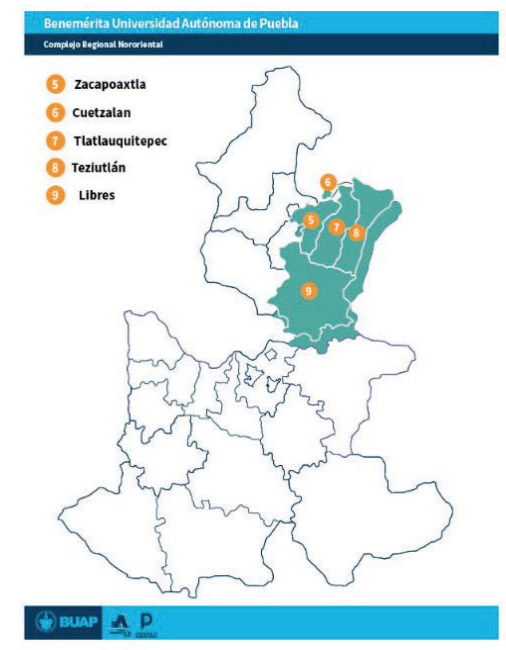 Benemérita Universidad Autónoma de Puebla
Complejo Regional Nororiental
5 Zacapoaxtla
6 Cuetzalan
7 Tlatlauquitepec
8 Teziutlán
9 Libres
6
5
7
8
9
BUAP